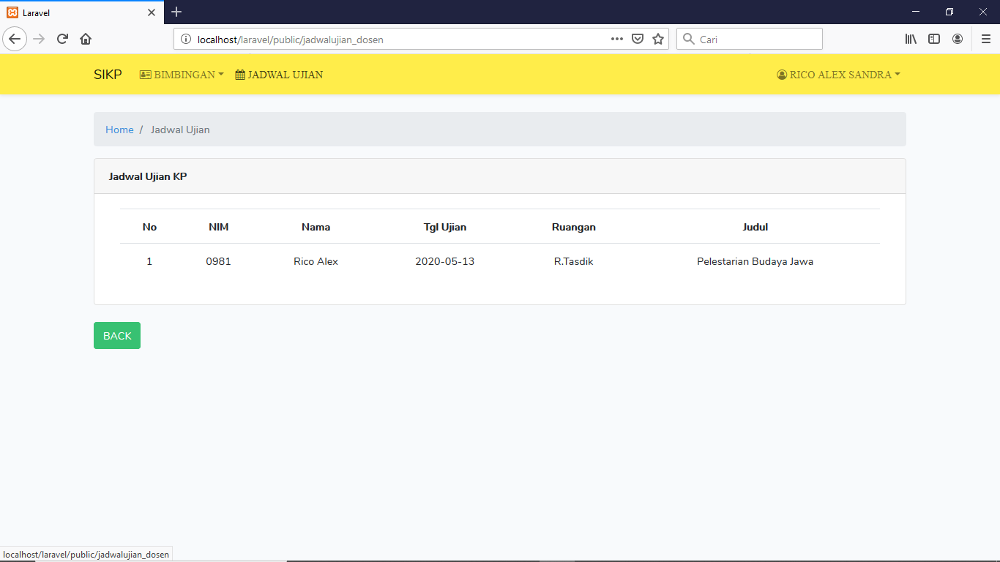 Laravel
localhost/laravel/public/jadwalujian_dosen
Cari
SIKP BIMBINGAN JADWAL UJIAN RICO ALEX SANDRA
Home / Jadwal Ujian
Jadwal Ujian KP
No NIM Nama Tgl Ujian Ruangan Judul
1 0981 Rico Alex 2020-05-13 R.Tasdik Pelestarian Budaya Jawa
BACK
localhost/laravel/public/jadwalujian_dosen